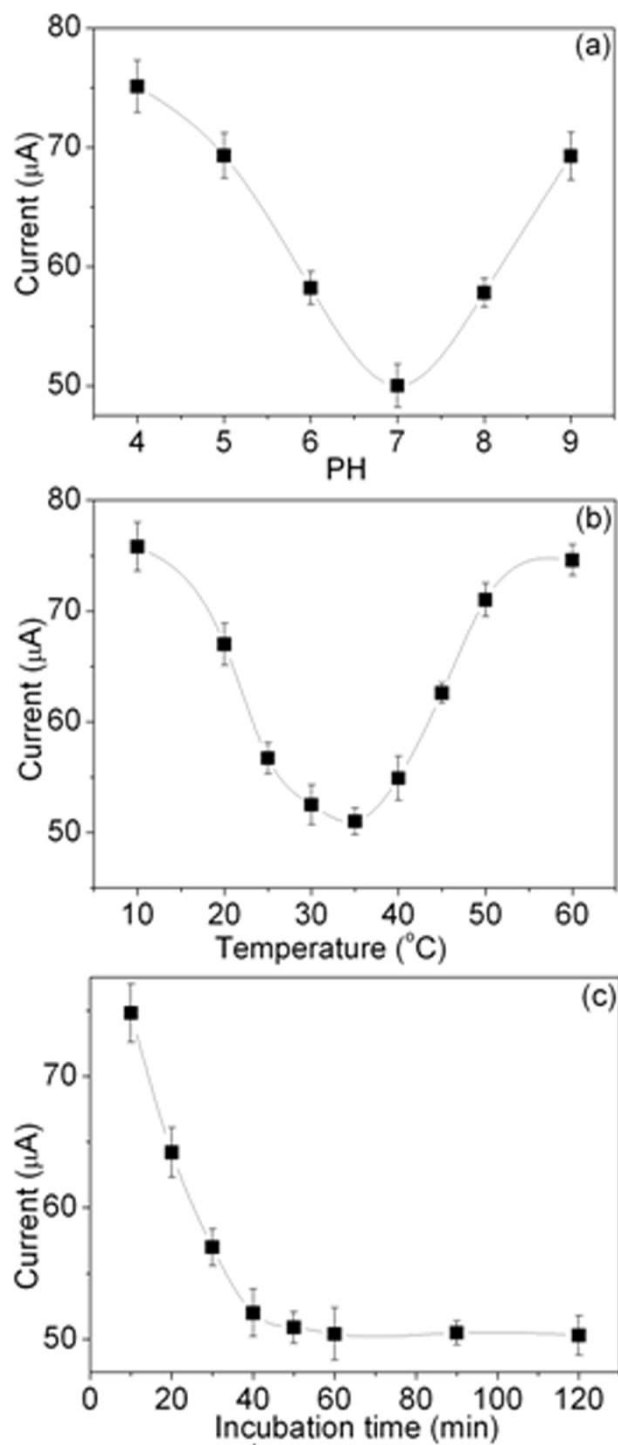 (a)
80
70
60
50
Current (μA)
4 5 6 7 8 9
PH
(b)
80
70
60
50
Current (μA)
10 20 30 40 50 60
Temperature (°C)
(c)
70
60
50
Current (μA)
0 20 40 60 80 100 120
Incubation time (min)